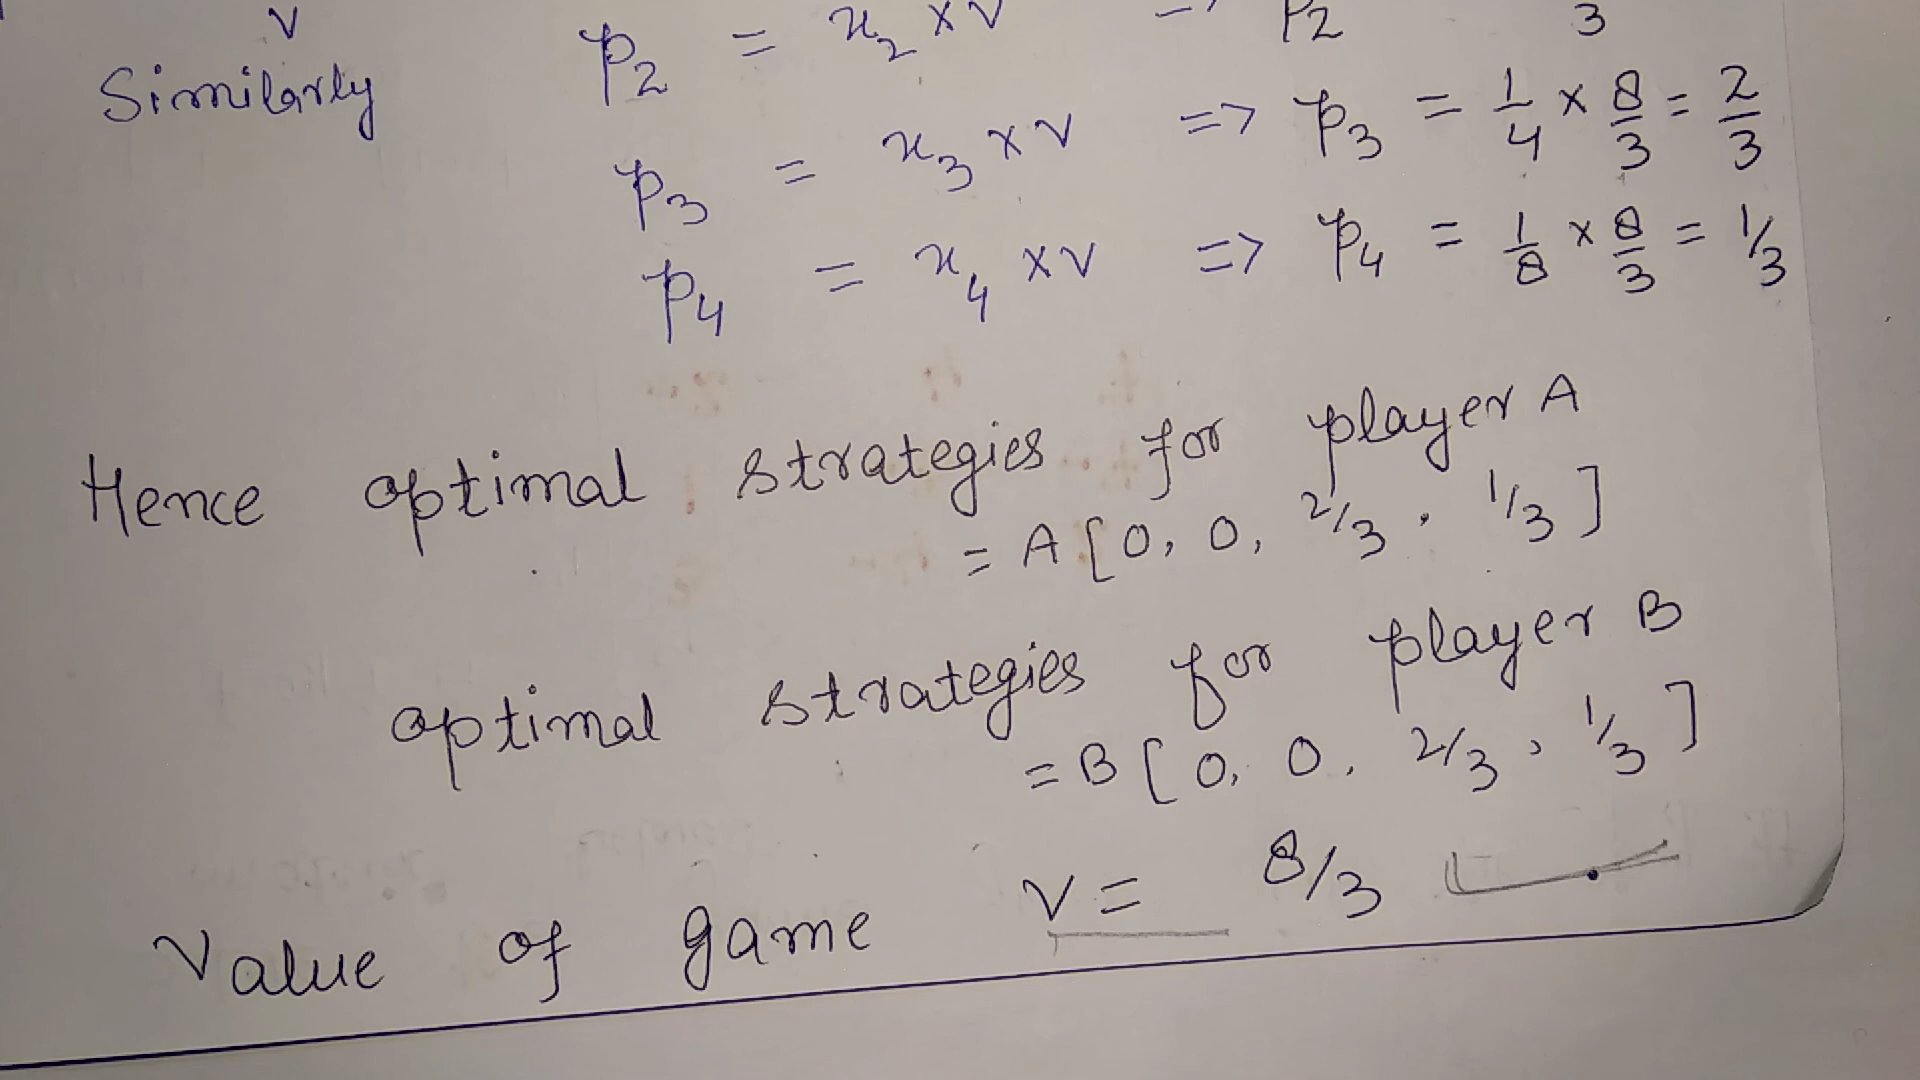 V
Similarly p₂ = x₂ × v => p₂ 3
p₃ = x₃ × v => p₃ = 1/4 × 8/3 = 2/3
p₄ = x₄ × v => p₄ = 1/8 × 8/3 = 1/3
Hence optimal strategies for player A
= A [0, 0, 2/3, 1/3]
optimal strategies for player B
= B [0, 0, 2/3, 1/3]
Value of game V = 8/3